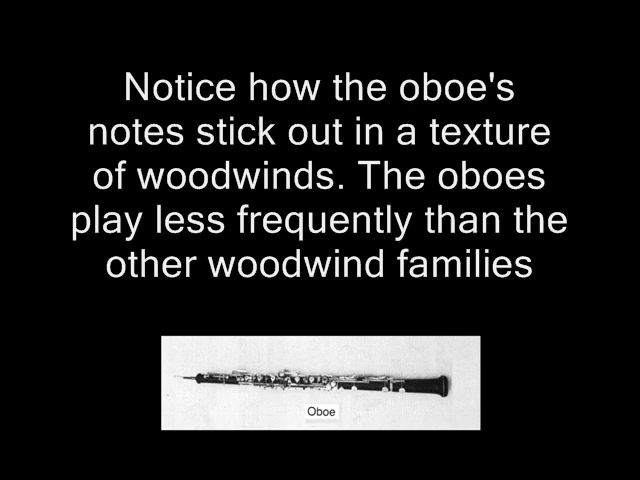 Notice how the oboe's
notes stick out in a texture
of woodwinds. The oboes
play less frequently than the
other woodwind families
Oboe